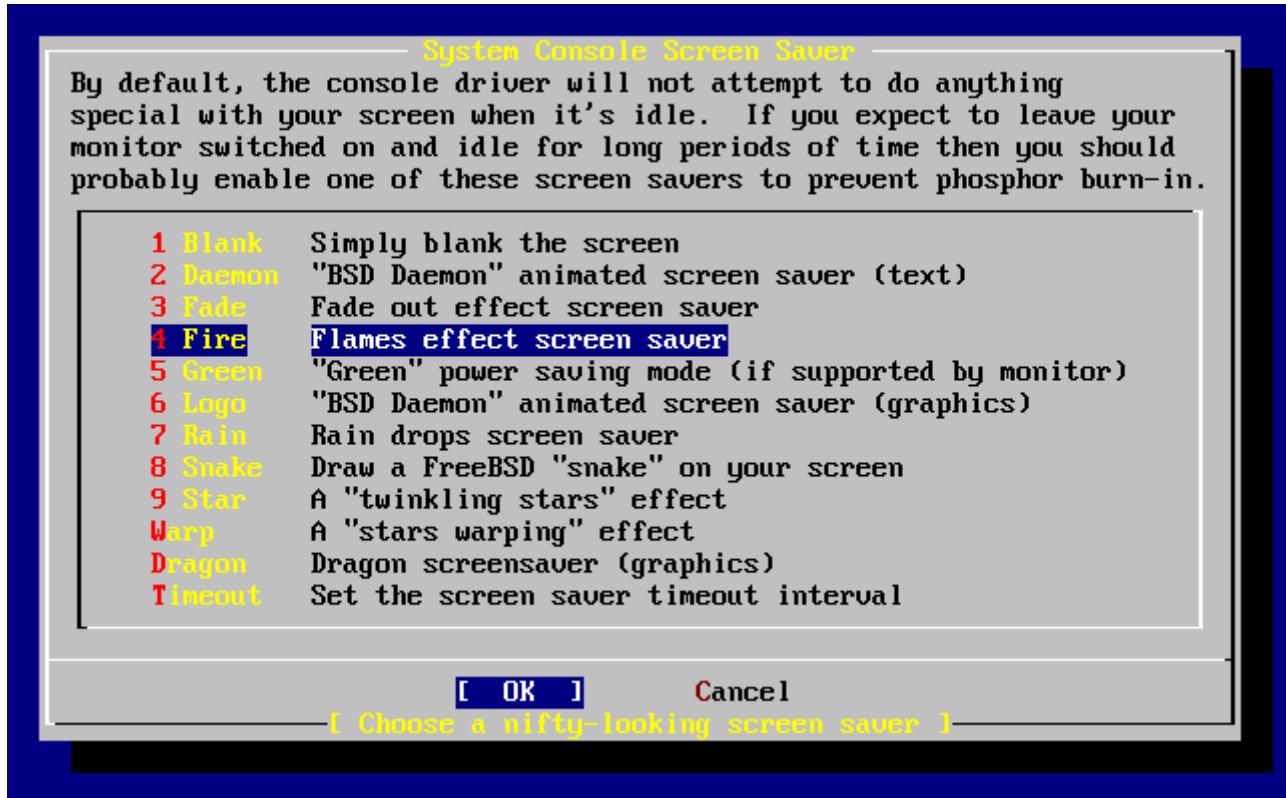 System Console Screen Saver
By default, the console driver will not attempt to do anything
special with your screen when it's idle.  If you expect to leave your
monitor switched on and idle for long periods of time then you should
probably enable one of these screen savers to prevent phosphor burn-in.
1 Blank   Simply blank the screen
2 Daemon  "BSD Daemon" animated screen saver (text)
3 Fade    Fade out effect screen saver
4 Fire    Flames effect screen saver
5 Green   "Green" power saving mode (if supported by monitor)
6 Logo    "BSD Daemon" animated screen saver (graphics)
7 Rain    Rain drops screen saver
8 Snake   Draw a FreeBSD "snake" on your screen
9 Star    A "twinkling stars" effect
Warp      A "stars warping" effect
Dragon    Dragon screensaver (graphics)
Timeout   Set the screen saver timeout interval
[  OK  ]       Cancel
[ Choose a nifty-looking screen saver ]